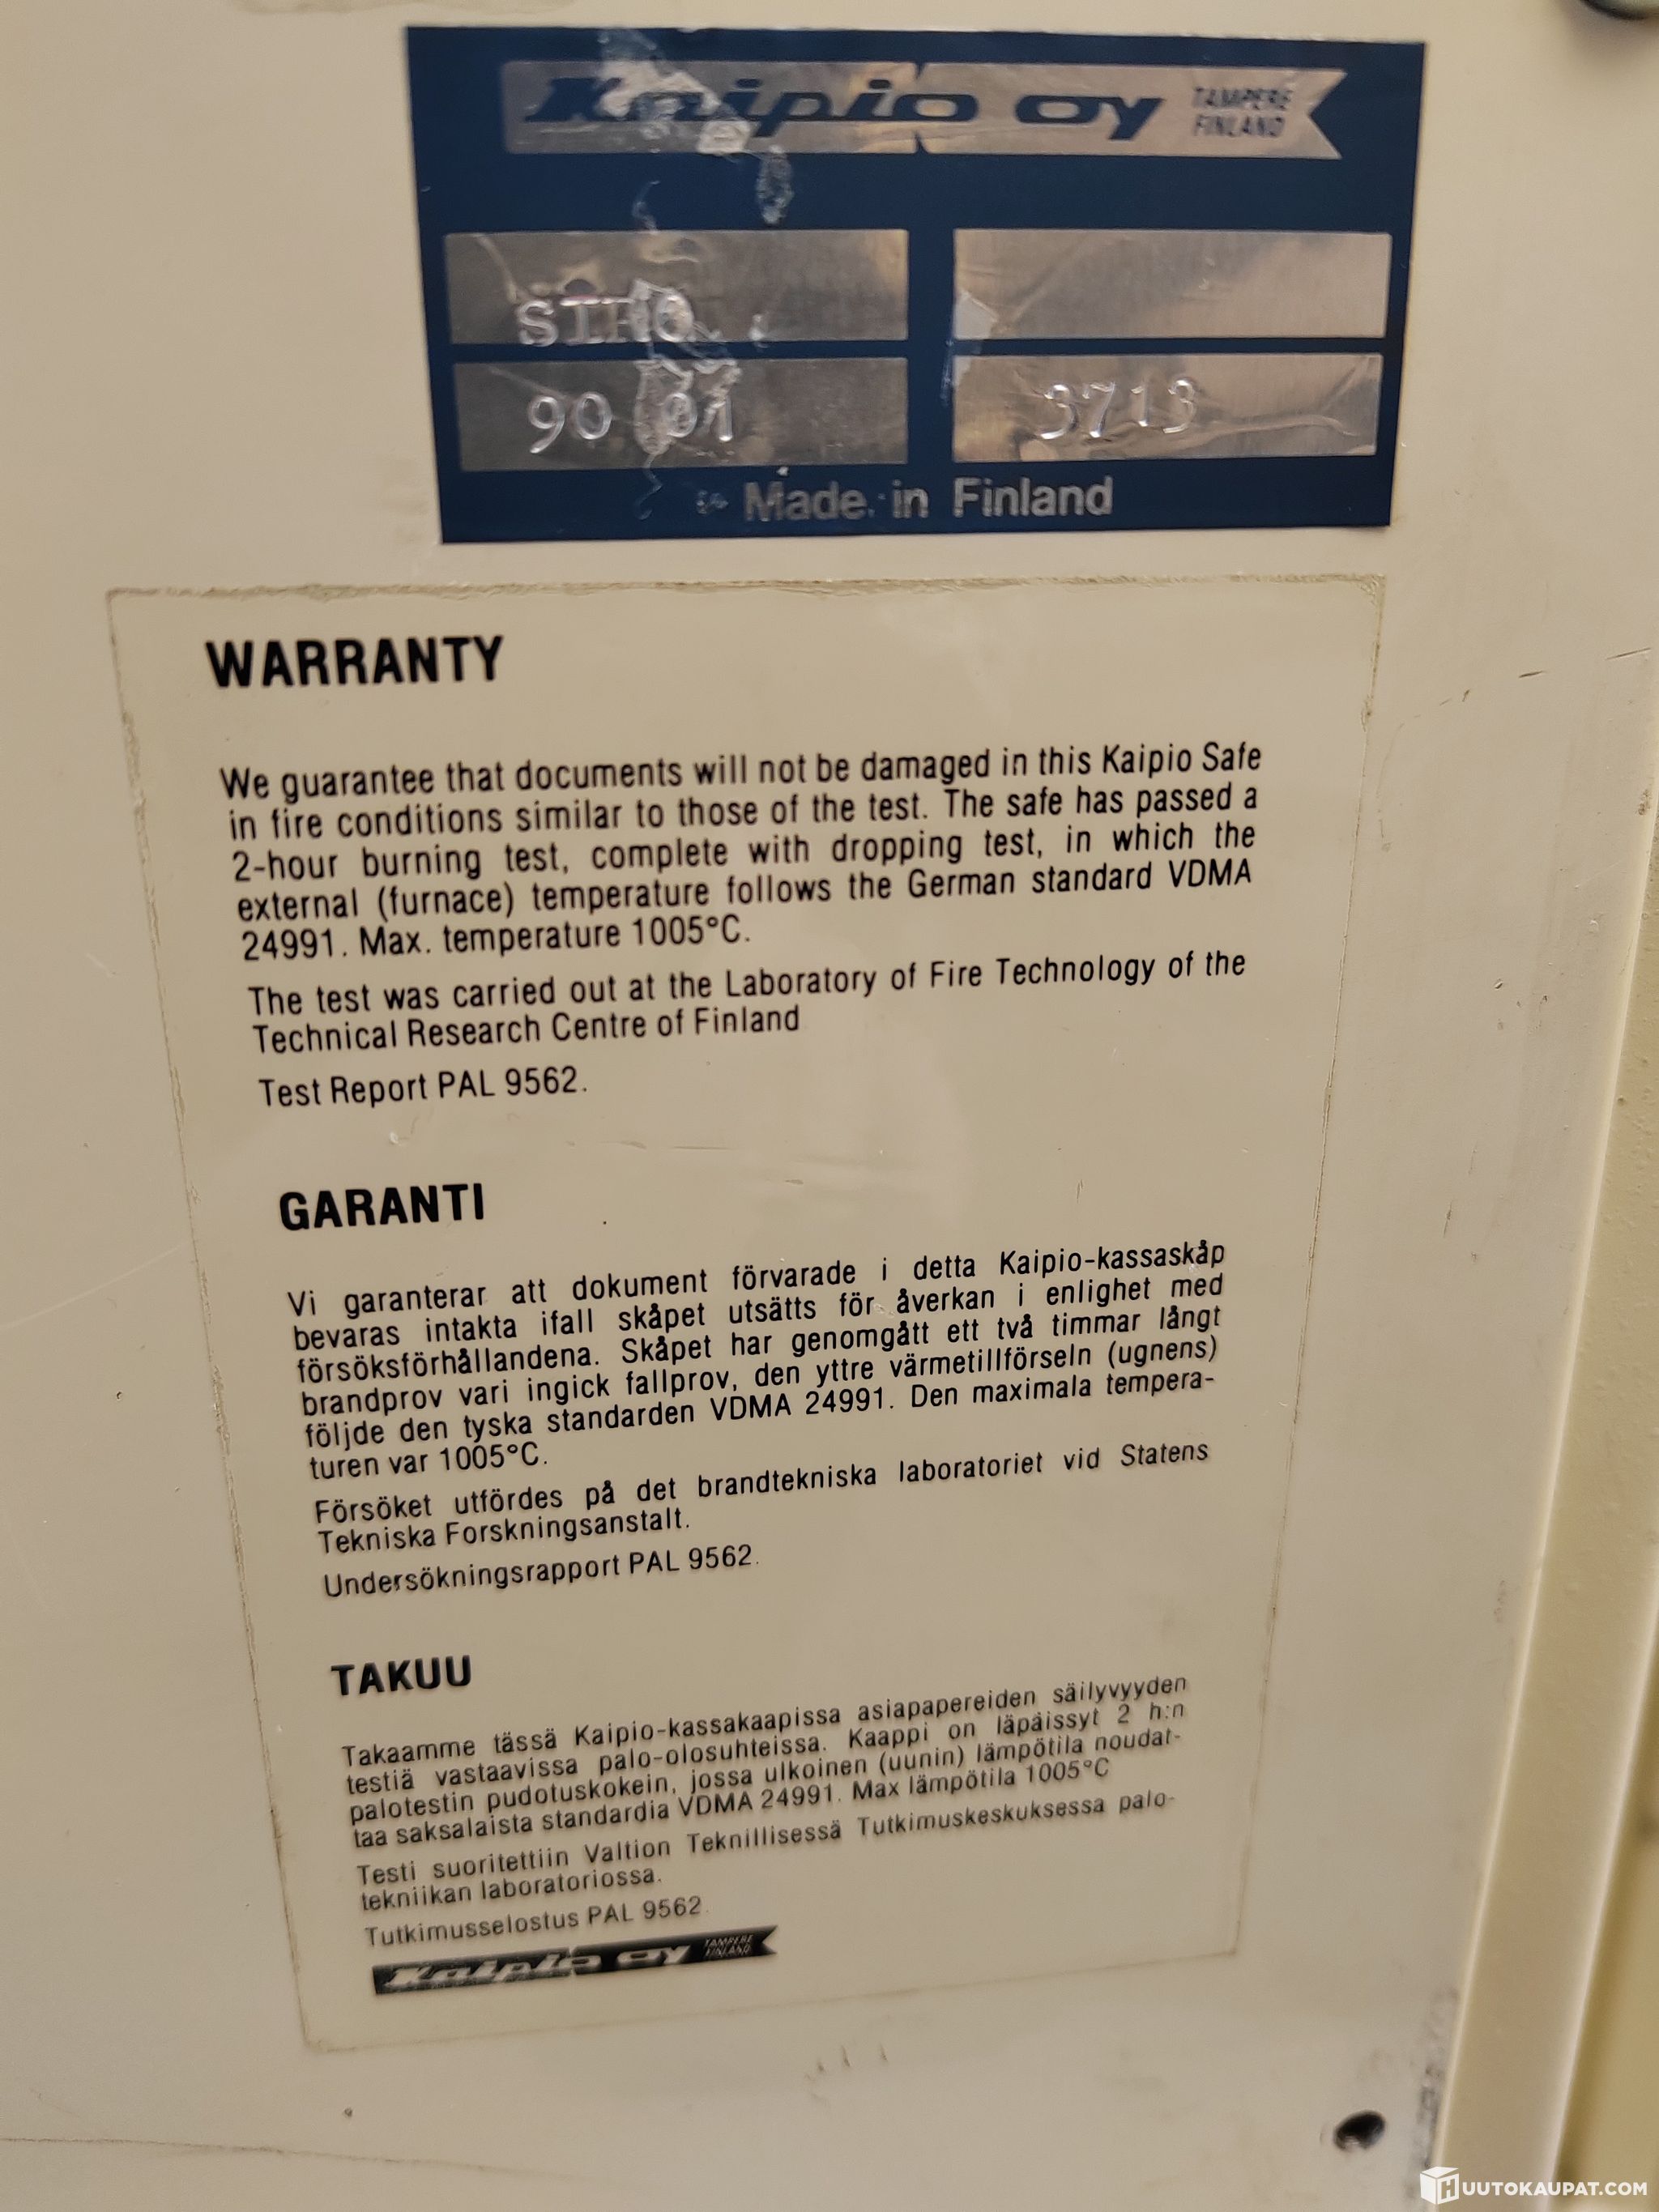 Kaipio oy TAMPERE
FINLAND
90 01 3713
Made in Finland
WARRANTY
We guarantee that documents will not be damaged in this Kaipio Safe
in fire conditions similar to those of the test. The safe has passed a
2-hour burning test, complete with dropping test, in which the
external (furnace) temperature follows the German standard VDMA
24991. Max. temperature 1005°C.
The test was carried out at the Laboratory of Fire Technology of the
Technical Research Centre of Finland
Test Report PAL 9562.
GARANTI
Vi garanterar att dokument förvarade i detta Kaipio-kassaskåp
bevaras intakta ifall skåpet utsätts för åverkan i enlighet med
försöksförhållandena. Skåpet har genomgått ett två timmar långt
brandprov vari ingick fallprov, den yttre värmetillförseln (ugnens)
följde den tyska standarden VDMA 24991. Den maximala tempera-
turen var 1005°C.
Försöket utfördes på det brandtekniska laboratoriet vid Statens
Tekniska Forskningsanstalt.
Undersökningsrapport PAL 9562.
TAKUU
Takaamme tässä Kaipio-kassakaapissa asiapapereiden säilyvyyden
testiä vastaavissa palo-olosuhteissa. Kaappi on läpäissyt 2 h:n
palotestin pudotuskokein, jossa ulkoinen (uunin) lämpötila noudat-
taa saksalaista standardia VDMA 24991. Max lämpötila 1005°C
Testi suoritettiin Valtion Teknillisessä Tutkimuskeskuksessa palo-
tekniikan laboratoriossa.
Tutkimusselostus PAL 9562.
Kaipio oy TAMPERE
FINLAND
HUUTOKAUPAT.COM